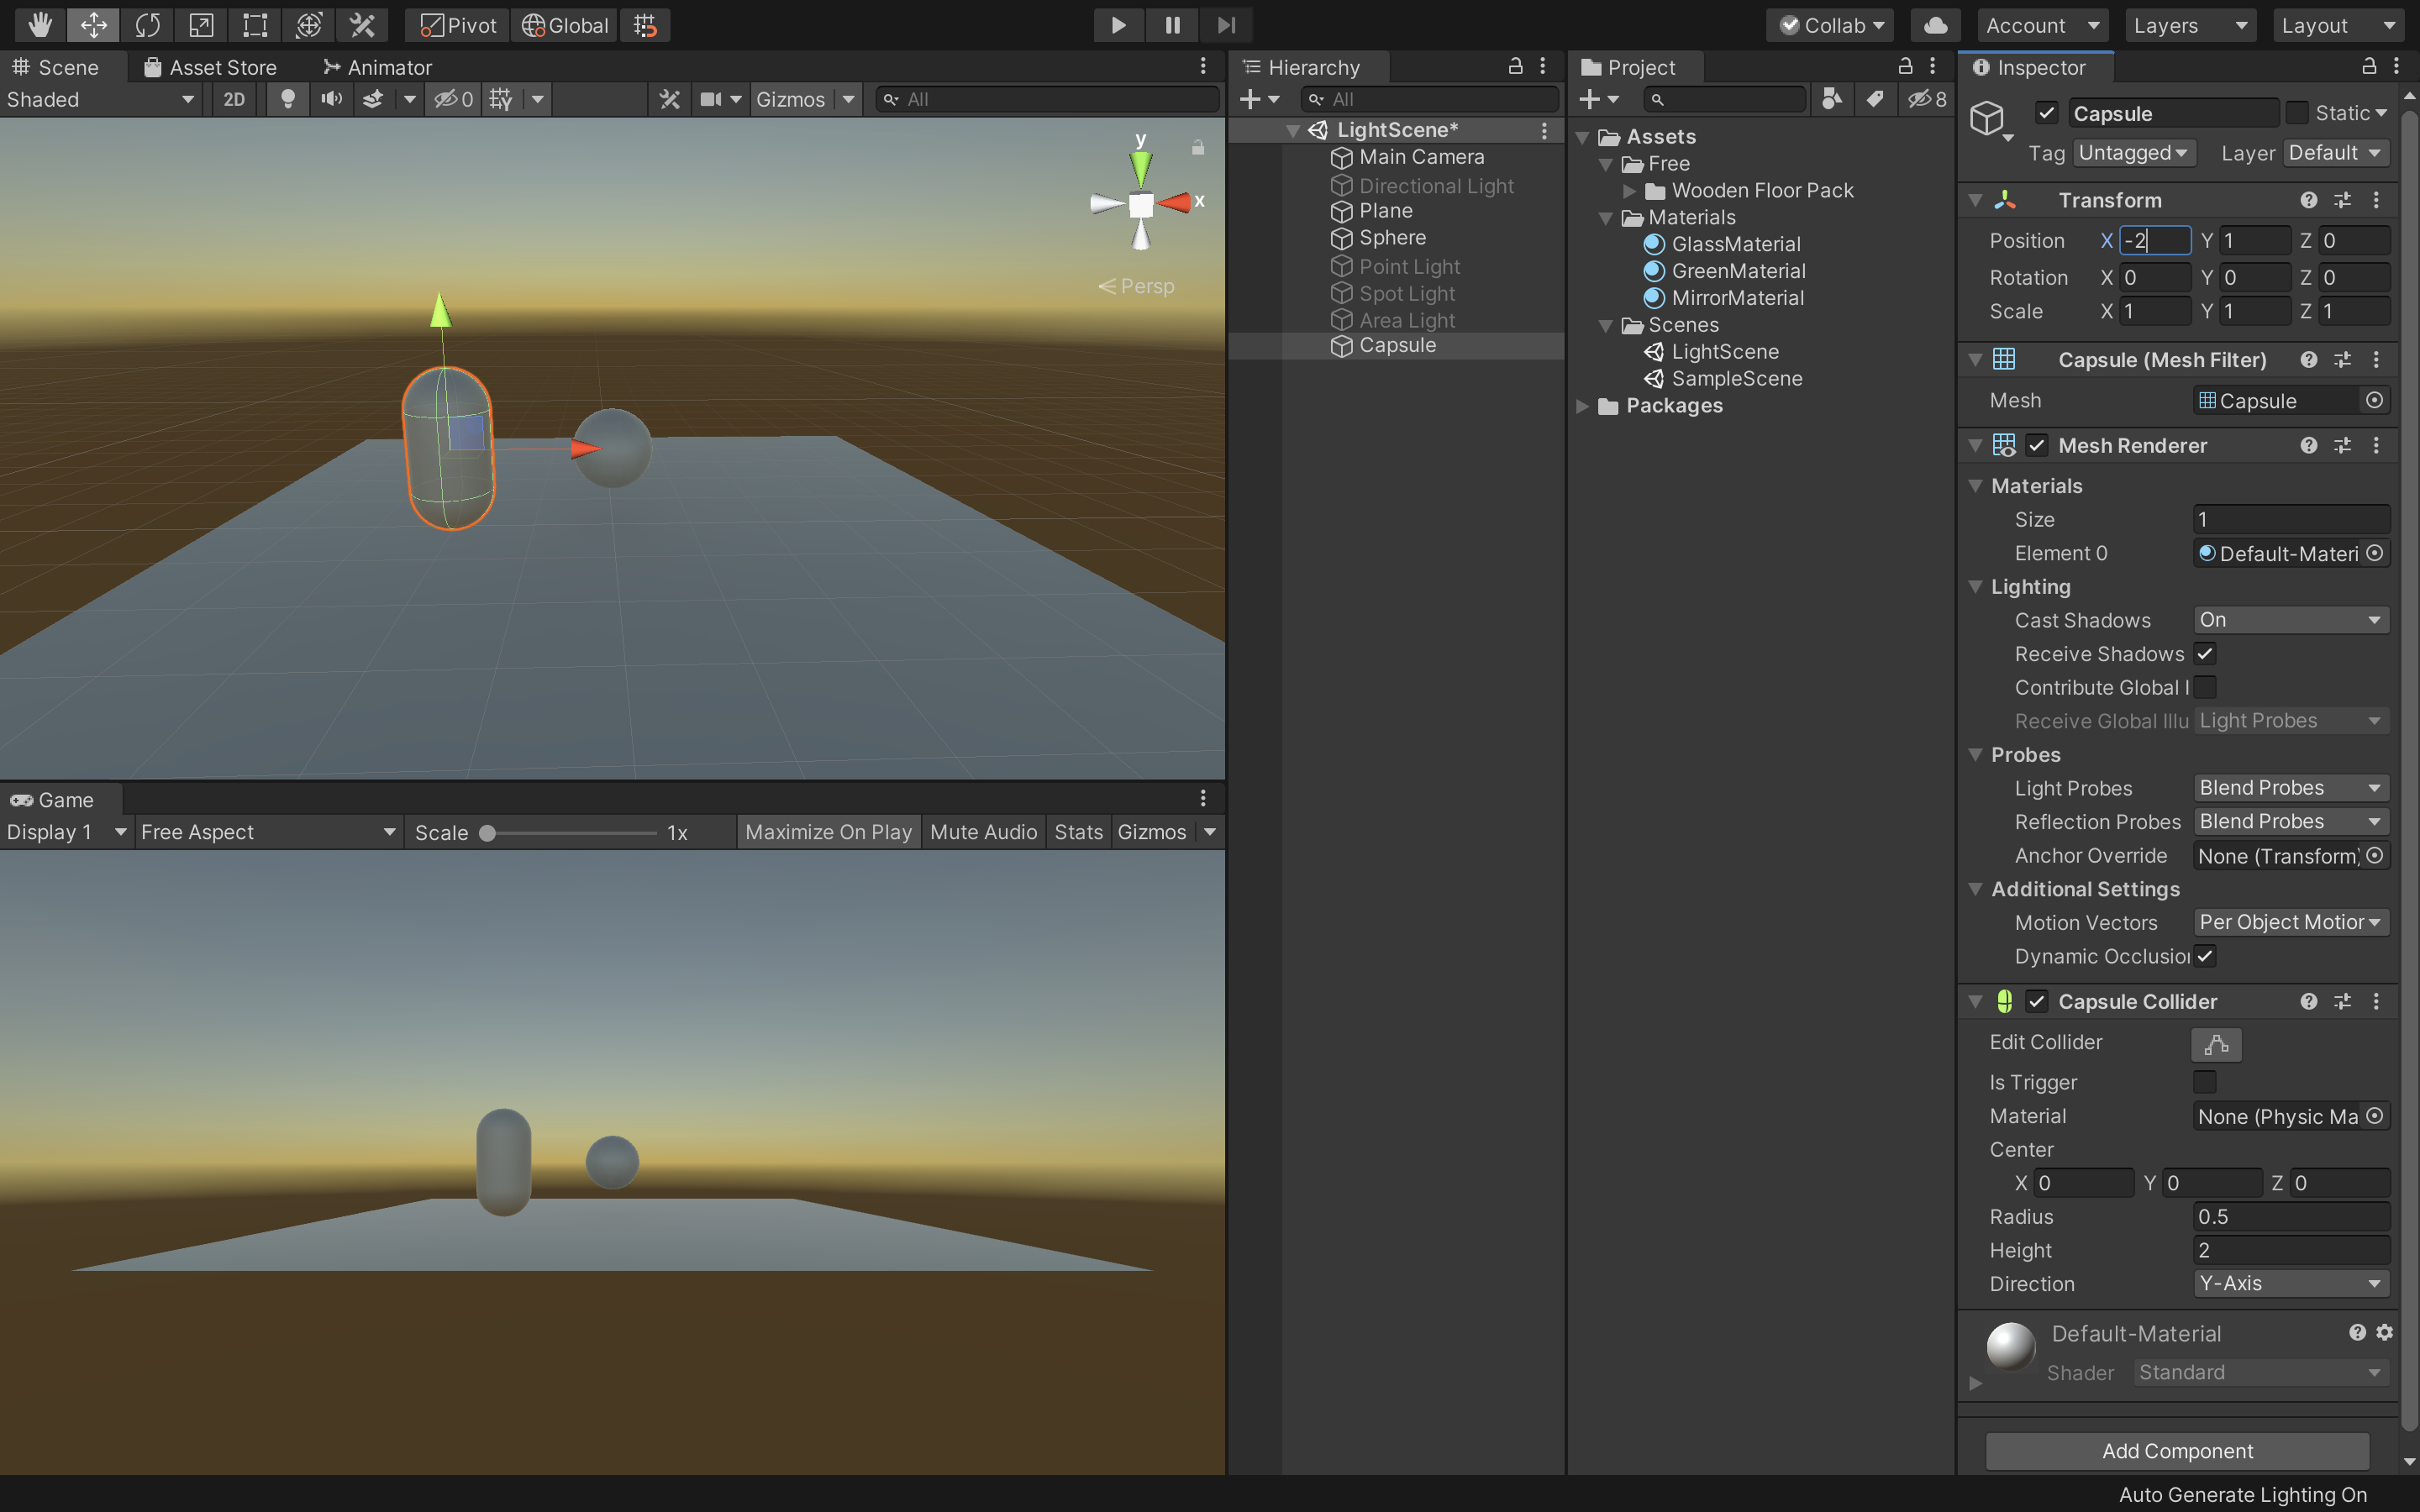 Pivot Global Collab Account Layers Layout
Scene Asset Store Animator
Shaded 2D 0 Gizmos All
y
x
Persp
Game
Display 1 Free Aspect Scale 1x Maximize On Play Mute Audio Stats Gizmos
Hierarchy
All
LightScene*
Main Camera
Directional Light
Plane
Sphere
Point Light
Spot Light
Area Light
Capsule
Project
8
Assets
Free
Wooden Floor Pack
Materials
GlassMaterial
GreenMaterial
MirrorMaterial
Scenes
LightScene
SampleScene
Packages
Inspector
Capsule Static
Tag Untagged Layer Default
Transform
Position X -2 Y 1 Z 0
Rotation X 0 Y 0 Z 0
Scale X 1 Y 1 Z 1
Capsule (Mesh Filter)
Mesh Capsule
Mesh Renderer
Materials
Size 1
Element 0 Default-Materi
Lighting
Cast Shadows On
Receive Shadows
Contribute Global I
Receive Global Illu Light Probes
Probes
Light Probes Blend Probes
Reflection Probes Blend Probes
Anchor Override None (Transform)
Additional Settings
Motion Vectors Per Object Motior
Dynamic Occlusion
Capsule Collider
Edit Collider
Is Trigger
Material None (Physic Ma
Center
X 0 Y 0 Z 0
Radius 0.5
Height 2
Direction Y-Axis
Default-Material
Shader Standard
Add Component
Auto Generate Lighting On